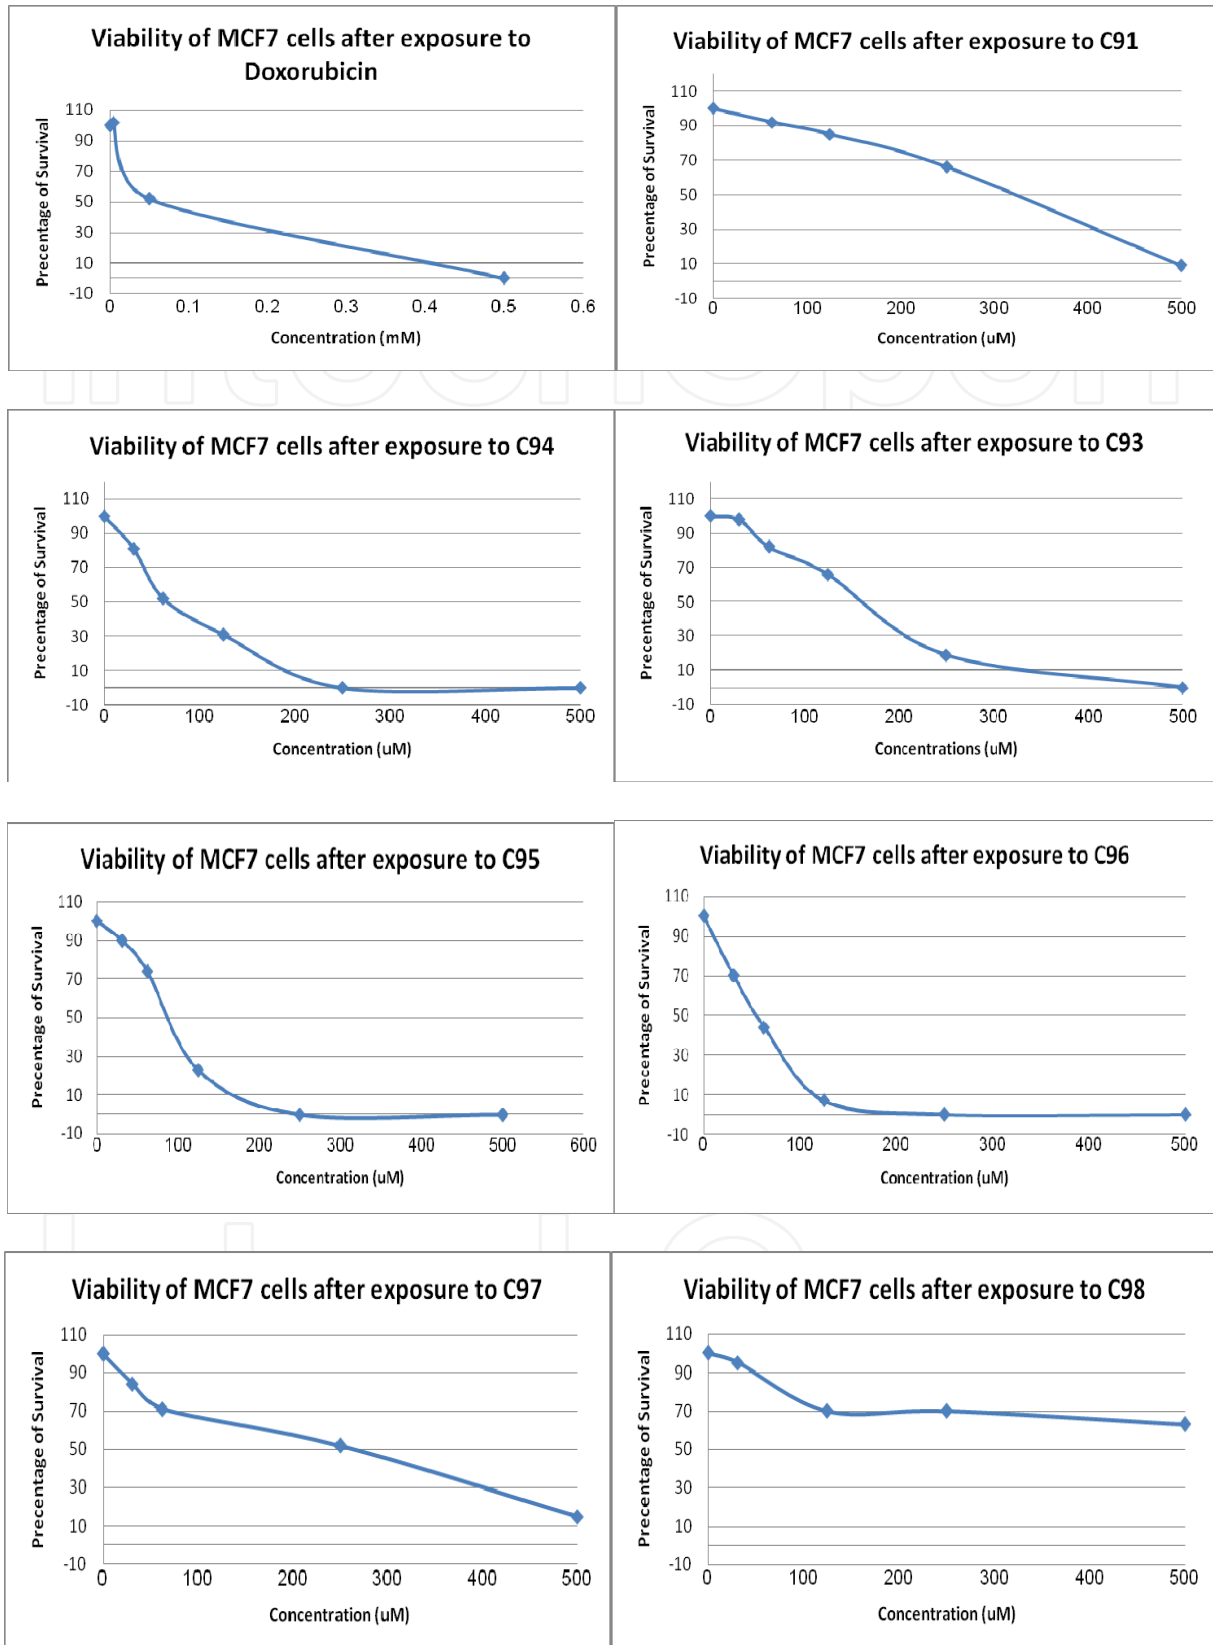 Viability of MCF7 cells after exposure to
Doxorubicin
Precentage of Survival
110
90
70
50
30
10
-10
0 0.1 0.2 0.3 0.4 0.5 0.6
Concentration (mM)
Viability of MCF7 cells after exposure to C91
Precentage of Survival
110
90
70
50
30
10
-10
0 100 200 300 400 500
Concentration (uM)
Viability of MCF7 cells after exposure to C94
Precentage of Survival
110
90
70
50
30
10
-10
0 100 200 300 400 500
Concentration (uM)
Viability of MCF7 cells after exposure to C93
Precentage of Survival
110
90
70
50
30
10
-10
0 100 200 300 400 500
Concentrations (uM)
Viability of MCF7 cells after exposure to C95
Precentage of Survival
110
90
70
50
30
10
-10
0 100 200 300 400 500 600
Concentration (uM)
Viability of MCF7 cells after exposure to C96
Precentage of Survival
110
90
70
50
30
10
-10
0 100 200 300 400 500
Concentration (uM)
Viability of MCF7 cells after exposure to C97
Precentage of Survival
110
90
70
50
30
10
-10
0 100 200 300 400 500
Concentration (uM)
Viability of MCF7 cells after exposure to C98
Precentage of Survival
110
90
70
50
30
10
-10
0 100 200 300 400 500
Concentration (uM)